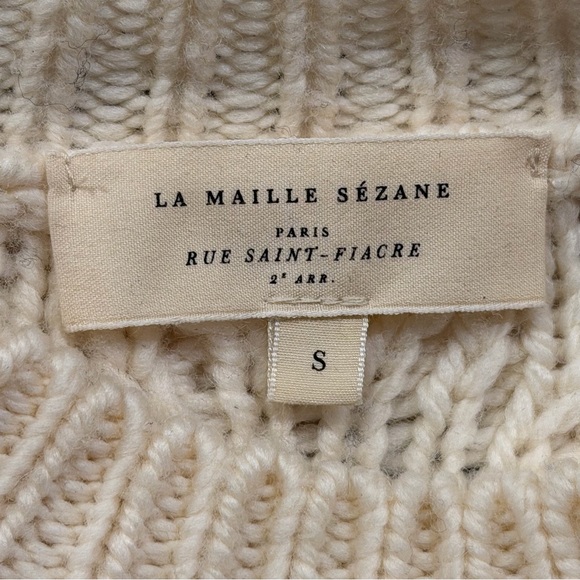 LA MAILLE SÉZANE
PARIS
RUE SAINT-FIACRE
2E ARR.
S